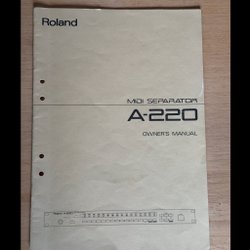 Roland
MIDI SEPARATOR
A-220
OWNER'S MANUAL